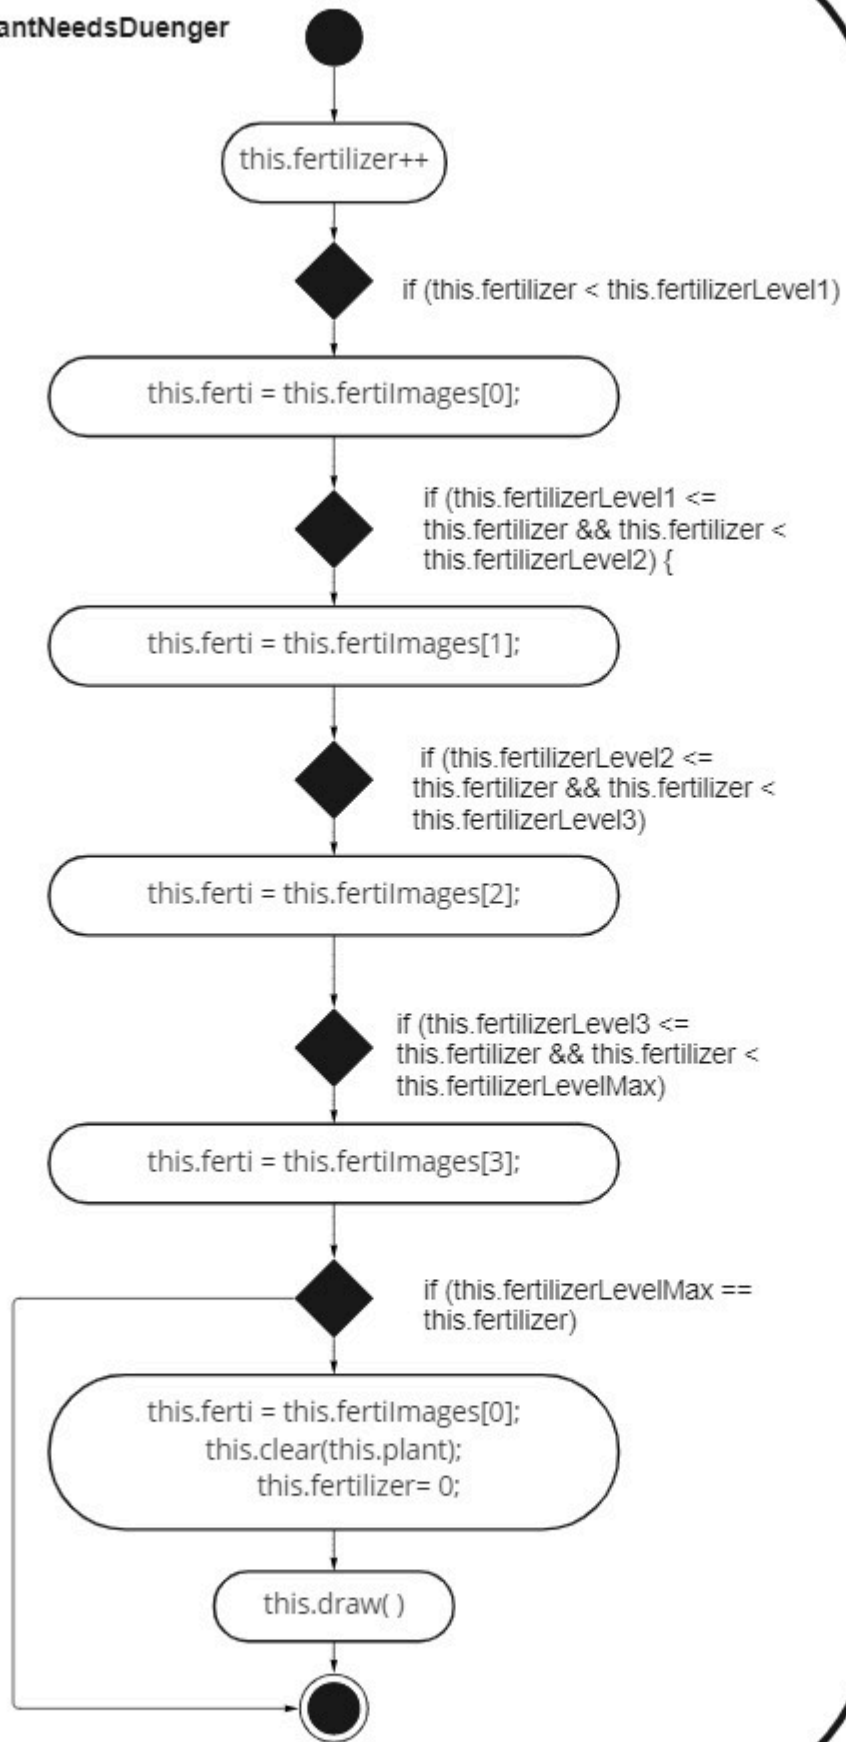 antNeedsDuenger
this.fertilizer++
if (this.fertilizer < this.fertilizerLevel1)
this.ferti = this.fertiImages[0];
if (this.fertilizerLevel1 <=
this.fertilizer && this.fertilizer <
this.fertilizerLevel2) {
this.ferti = this.fertiImages[1];
if (this.fertilizerLevel2 <=
this.fertilizer && this.fertilizer <
this.fertilizerLevel3)
this.ferti = this.fertiImages[2];
if (this.fertilizerLevel3 <=
this.fertilizer && this.fertilizer <
this.fertilizerLevelMax)
this.ferti = this.fertiImages[3];
if (this.fertilizerLevelMax ==
this.fertilizer)
this.ferti = this.fertiImages[0];
this.clear(this.plant);
this.fertilizer= 0;
this.draw( )